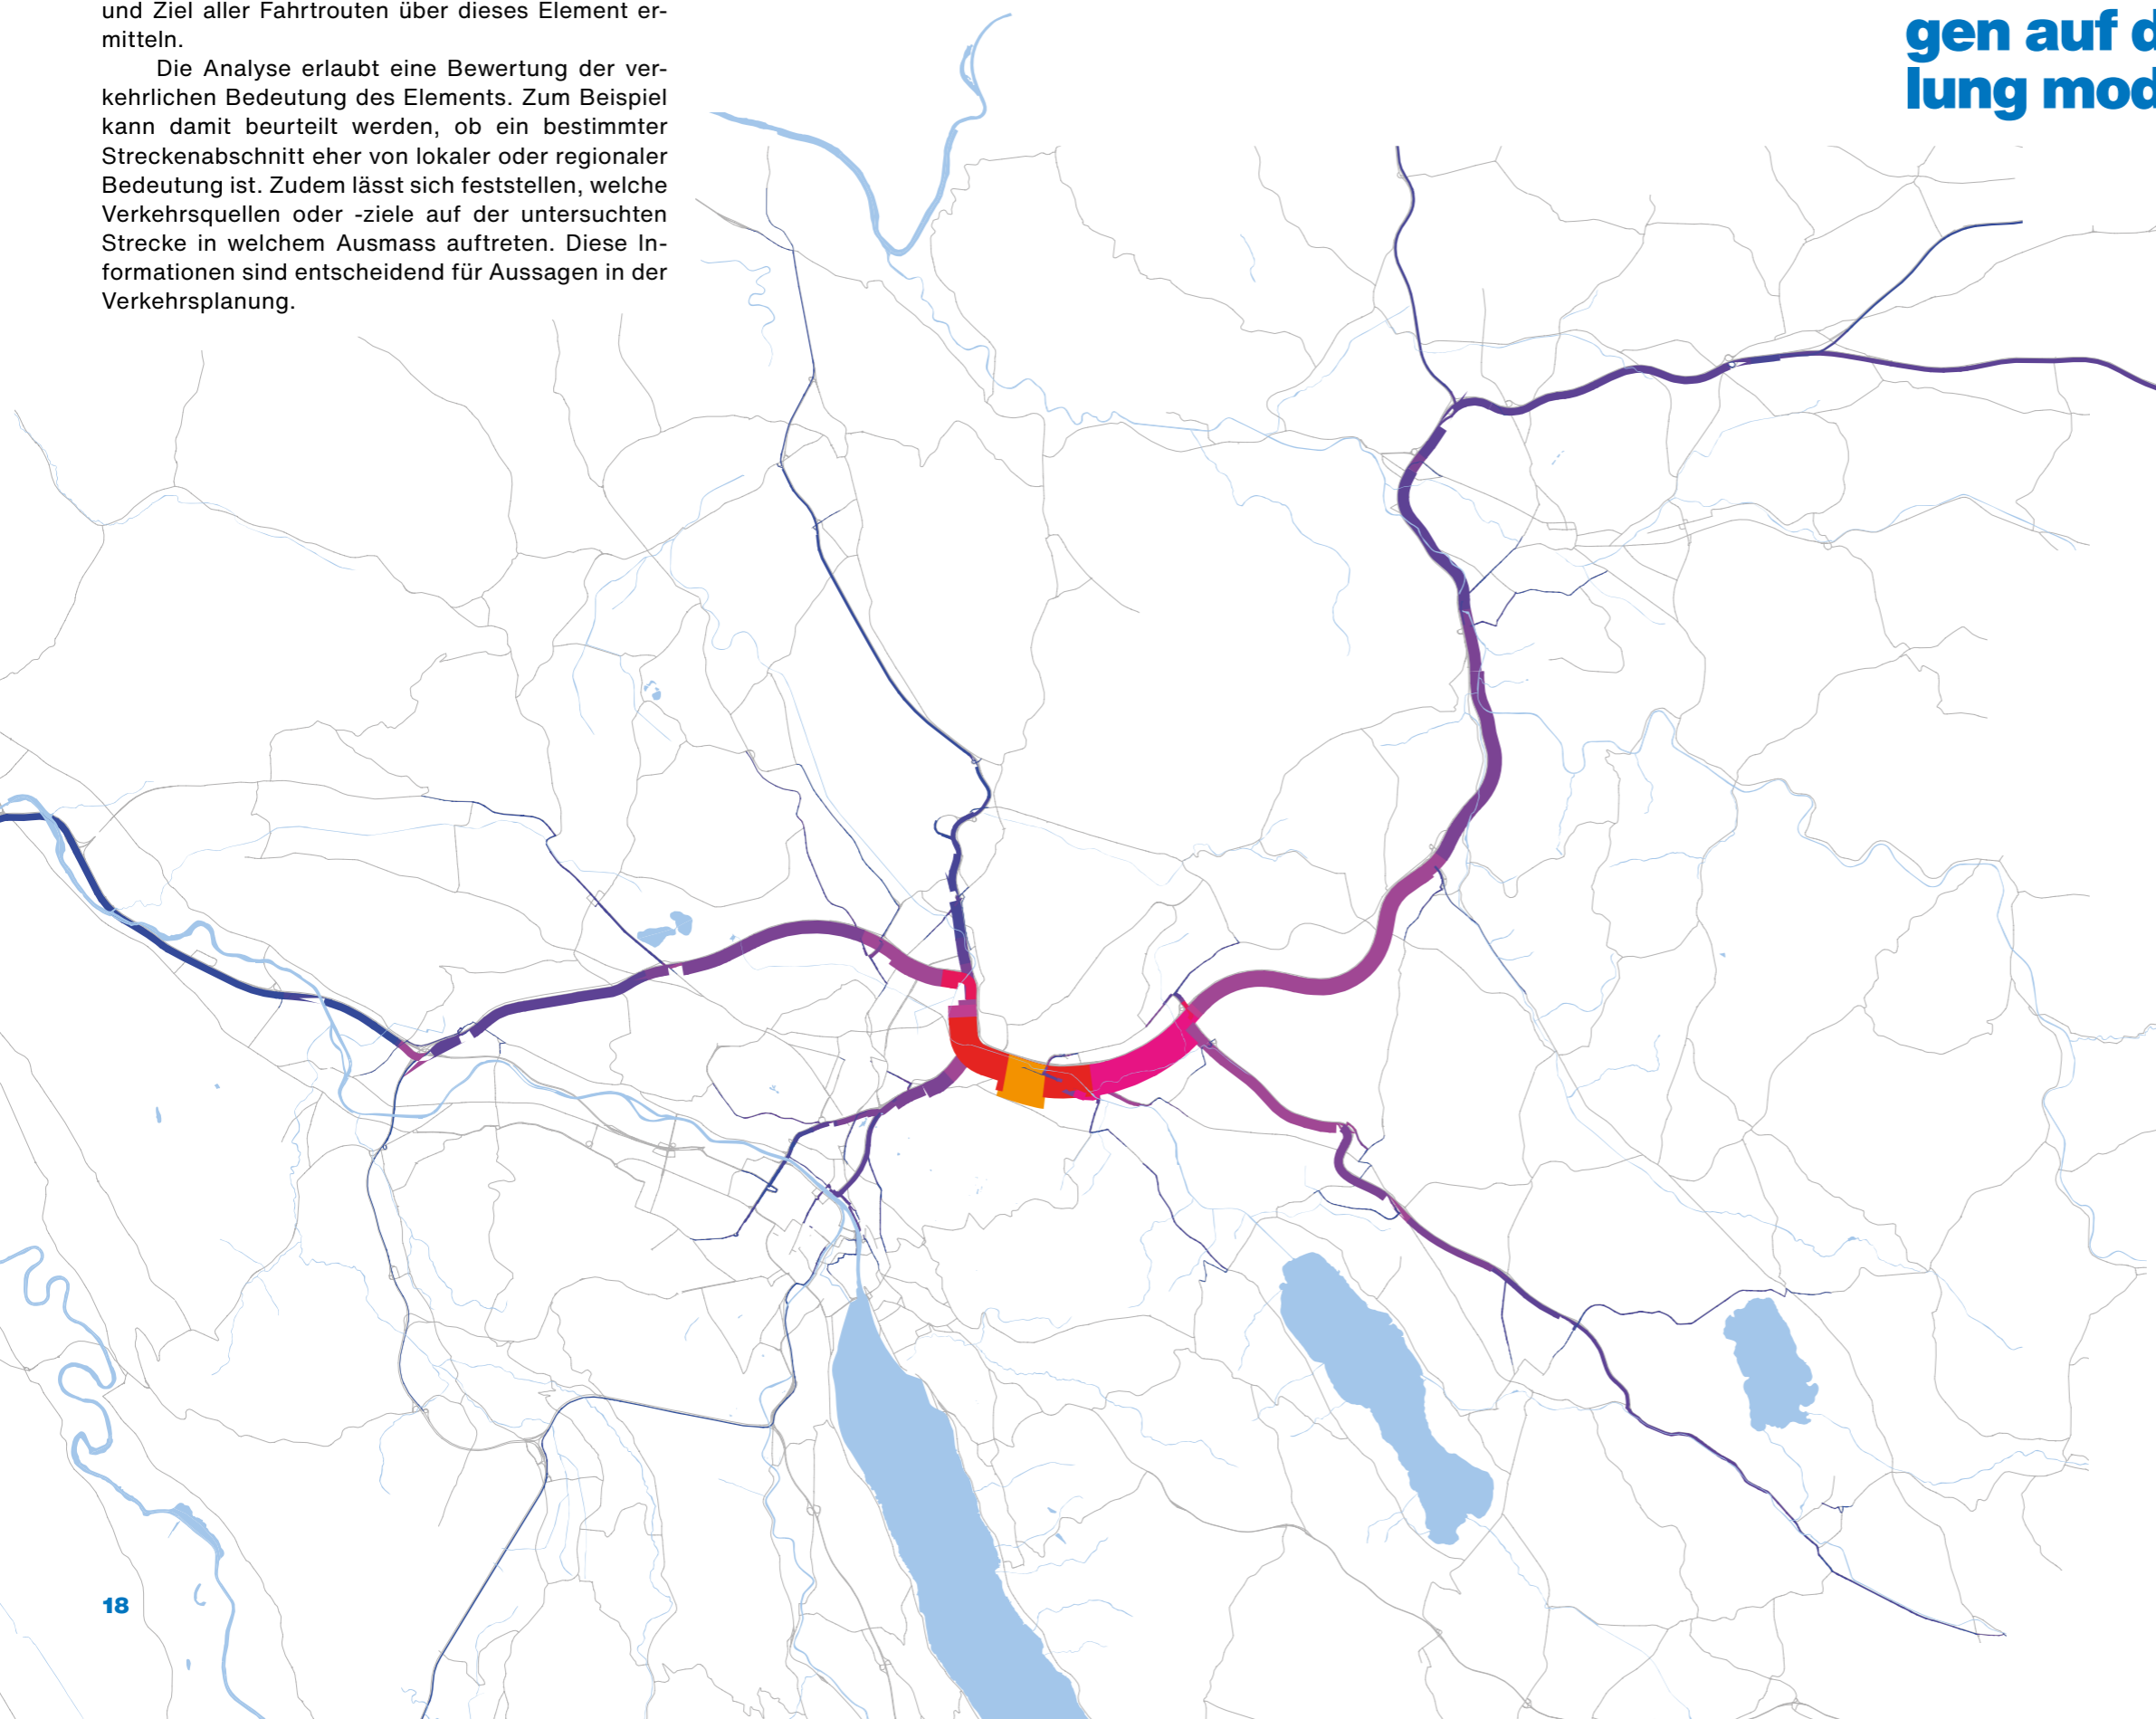 und Ziel aller Fahrtrouten über dieses Element er-
mitteln.
Die Analyse erlaubt eine Bewertung der ver-
kehrlichen Bedeutung des Elements. Zum Beispiel
kann damit beurteilt werden, ob ein bestimmter
Streckenabschnitt eher von lokaler oder regionaler
Bedeutung ist. Zudem lässt sich feststellen, welche
Verkehrsquellen oder -ziele auf der untersuchten
Strecke in welchem Ausmass auftreten. Diese In-
formationen sind entscheidend für Aussagen in der
Verkehrsplanung.
gen auf d
lung mod
18